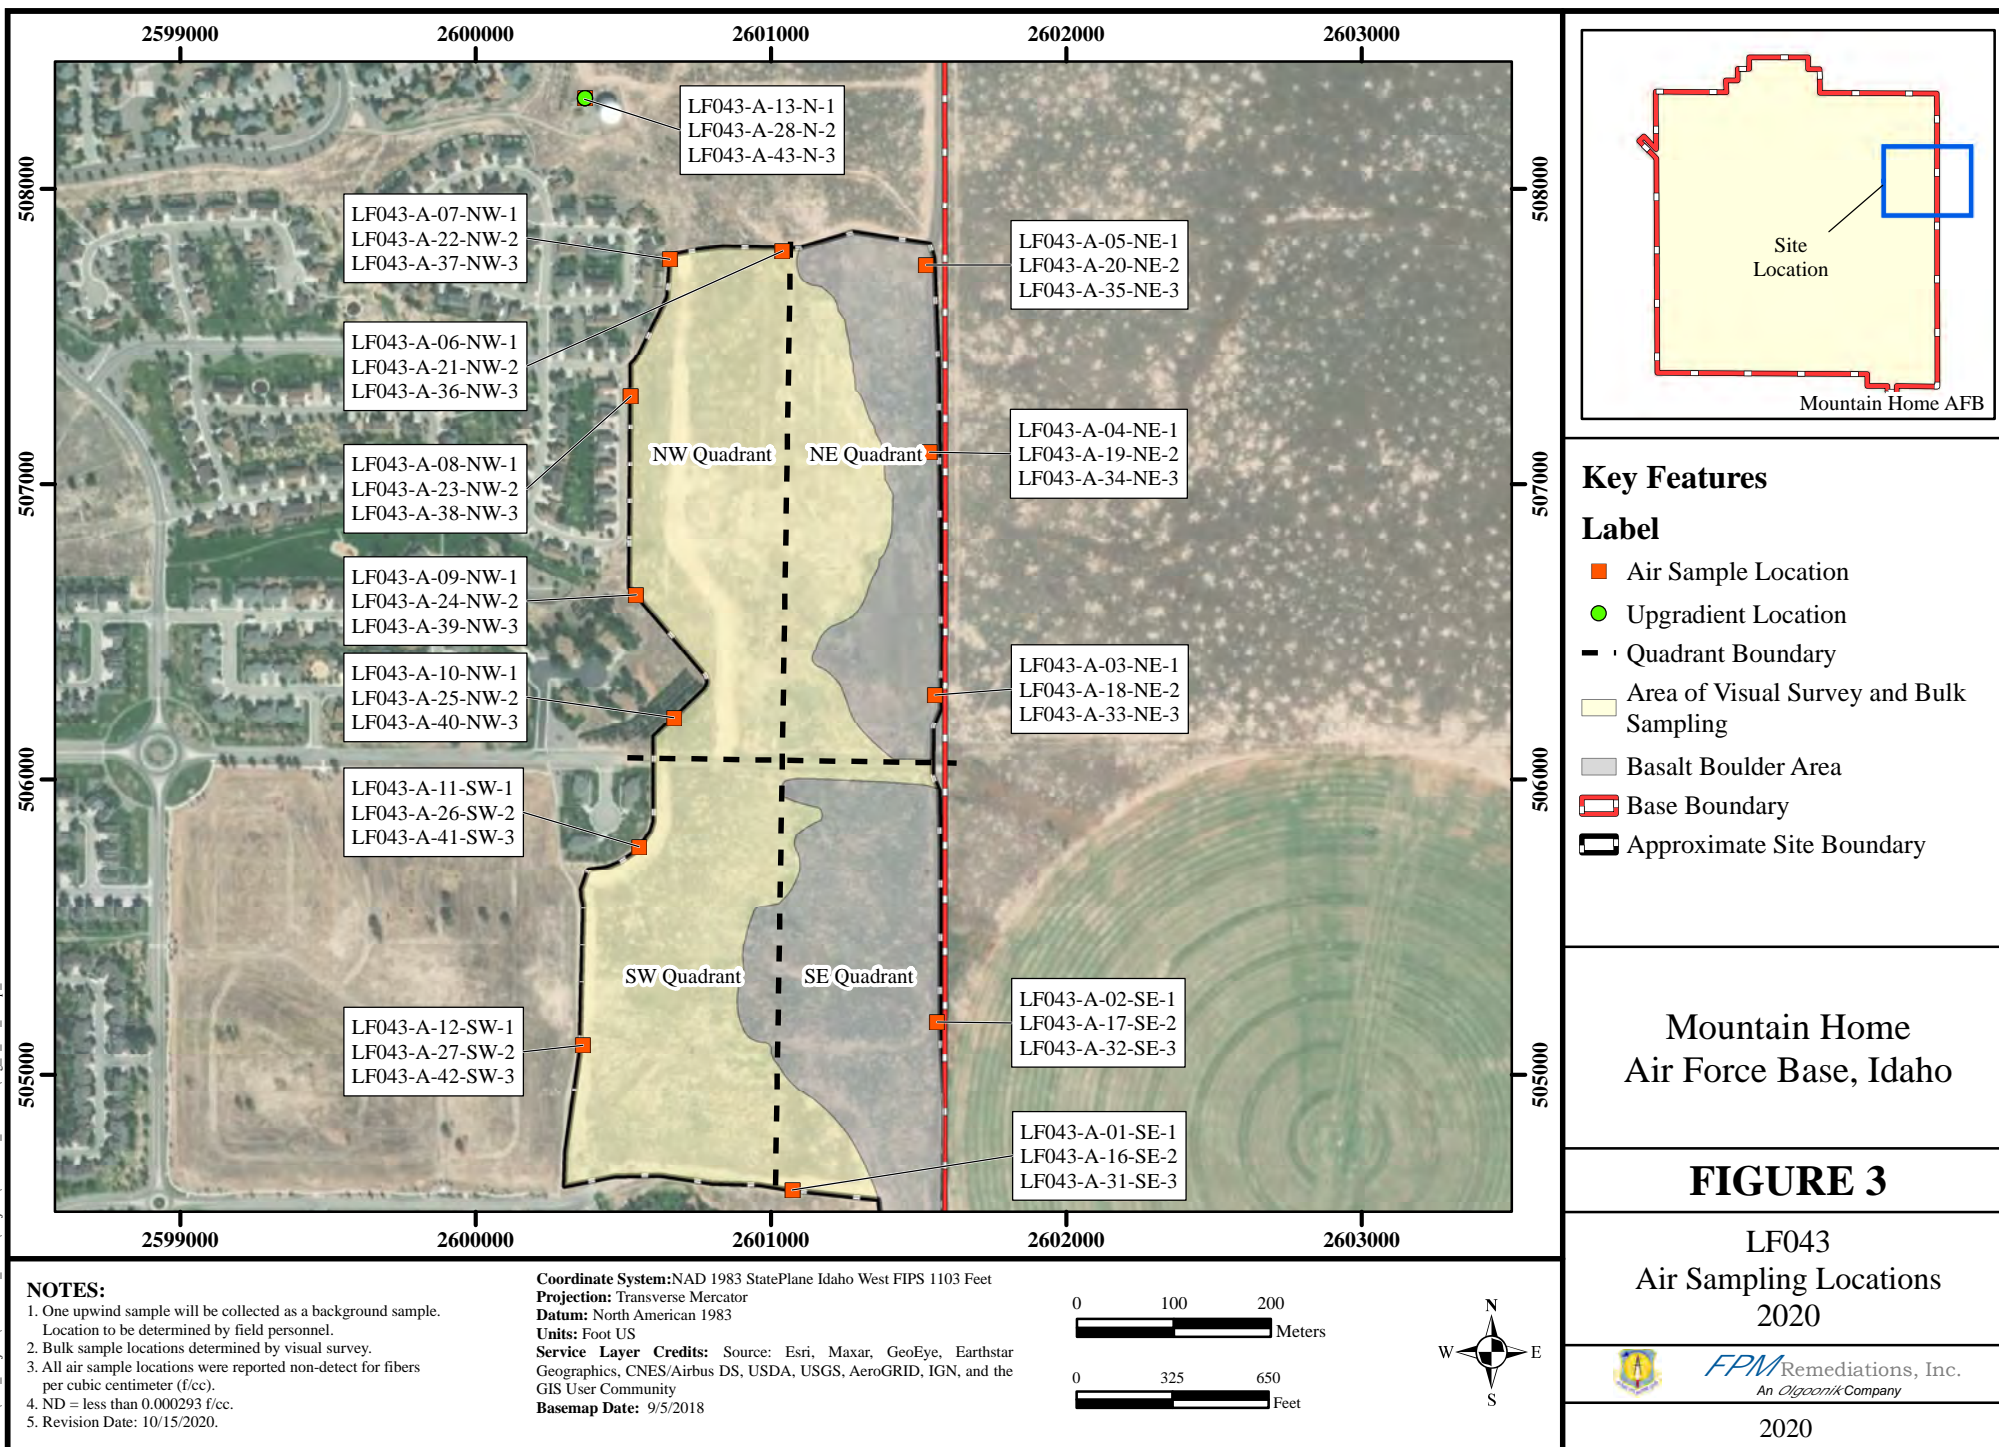 2599000
2600000
2601000
2602000
2603000
508000
507000
506000
505000
508000
507000
506000
505000
2599000
2600000
2601000
2602000
2603000
LF043-A-13-N-1
LF043-A-28-N-2
LF043-A-43-N-3
LF043-A-07-NW-1
LF043-A-22-NW-2
LF043-A-37-NW-3
LF043-A-06-NW-1
LF043-A-21-NW-2
LF043-A-36-NW-3
LF043-A-08-NW-1
LF043-A-23-NW-2
LF043-A-38-NW-3
LF043-A-09-NW-1
LF043-A-24-NW-2
LF043-A-39-NW-3
LF043-A-10-NW-1
LF043-A-25-NW-2
LF043-A-40-NW-3
LF043-A-11-SW-1
LF043-A-26-SW-2
LF043-A-41-SW-3
LF043-A-12-SW-1
LF043-A-27-SW-2
LF043-A-42-SW-3
LF043-A-05-NE-1
LF043-A-20-NE-2
LF043-A-35-NE-3
LF043-A-04-NE-1
LF043-A-19-NE-2
LF043-A-34-NE-3
LF043-A-03-NE-1
LF043-A-18-NE-2
LF043-A-33-NE-3
LF043-A-02-SE-1
LF043-A-17-SE-2
LF043-A-32-SE-3
LF043-A-01-SE-1
LF043-A-16-SE-2
LF043-A-31-SE-3
NW Quadrant
NE Quadrant
SW Quadrant
SE Quadrant
Site
Location
Mountain Home AFB
Key Features
Label
Air Sample Location
Upgradient Location
Quadrant Boundary
Area of Visual Survey and Bulk
Sampling
Basalt Boulder Area
Base Boundary
Approximate Site Boundary
Mountain Home
Air Force Base, Idaho
FIGURE 3
LF043
Air Sampling Locations
2020
FPM Remediations, Inc.
An Olgoonik Company
2020
NOTES:
1. One upwind sample will be collected as a background sample.
Location to be determined by field personnel.
2. Bulk sample locations determined by visual survey.
3. All air sample locations were reported non-detect for fibers
per cubic centimeter (f/cc).
4. ND = less than 0.000293 f/cc.
5. Revision Date: 10/15/2020.
Coordinate System:NAD 1983 StatePlane Idaho West FIPS 1103 Feet
Projection: Transverse Mercator
Datum: North American 1983
Units: Foot US
Service Layer Credits: Source: Esri, Maxar, GeoEye, Earthstar
Geographics, CNES/Airbus DS, USDA, USGS, AeroGRID, IGN, and the
GIS User Community
Basemap Date: 9/5/2018
0 100 200
Meters
0 325 650
Feet
N
W E
S